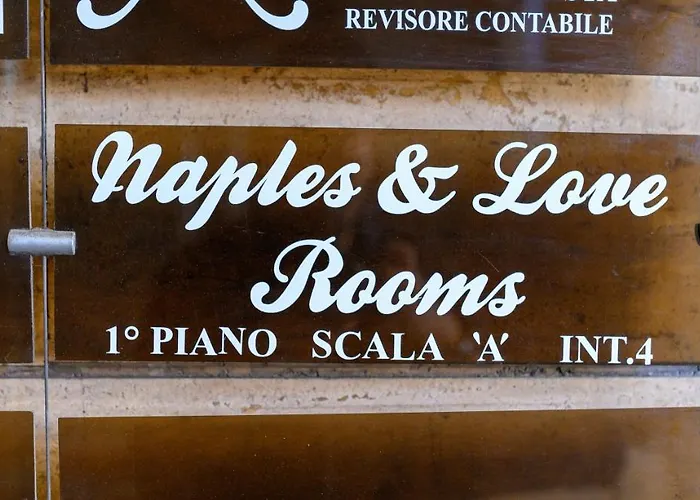 REVISORE CONTABILE
Naples & Love
Rooms
1° PIANO SCALA 'A' INT.4